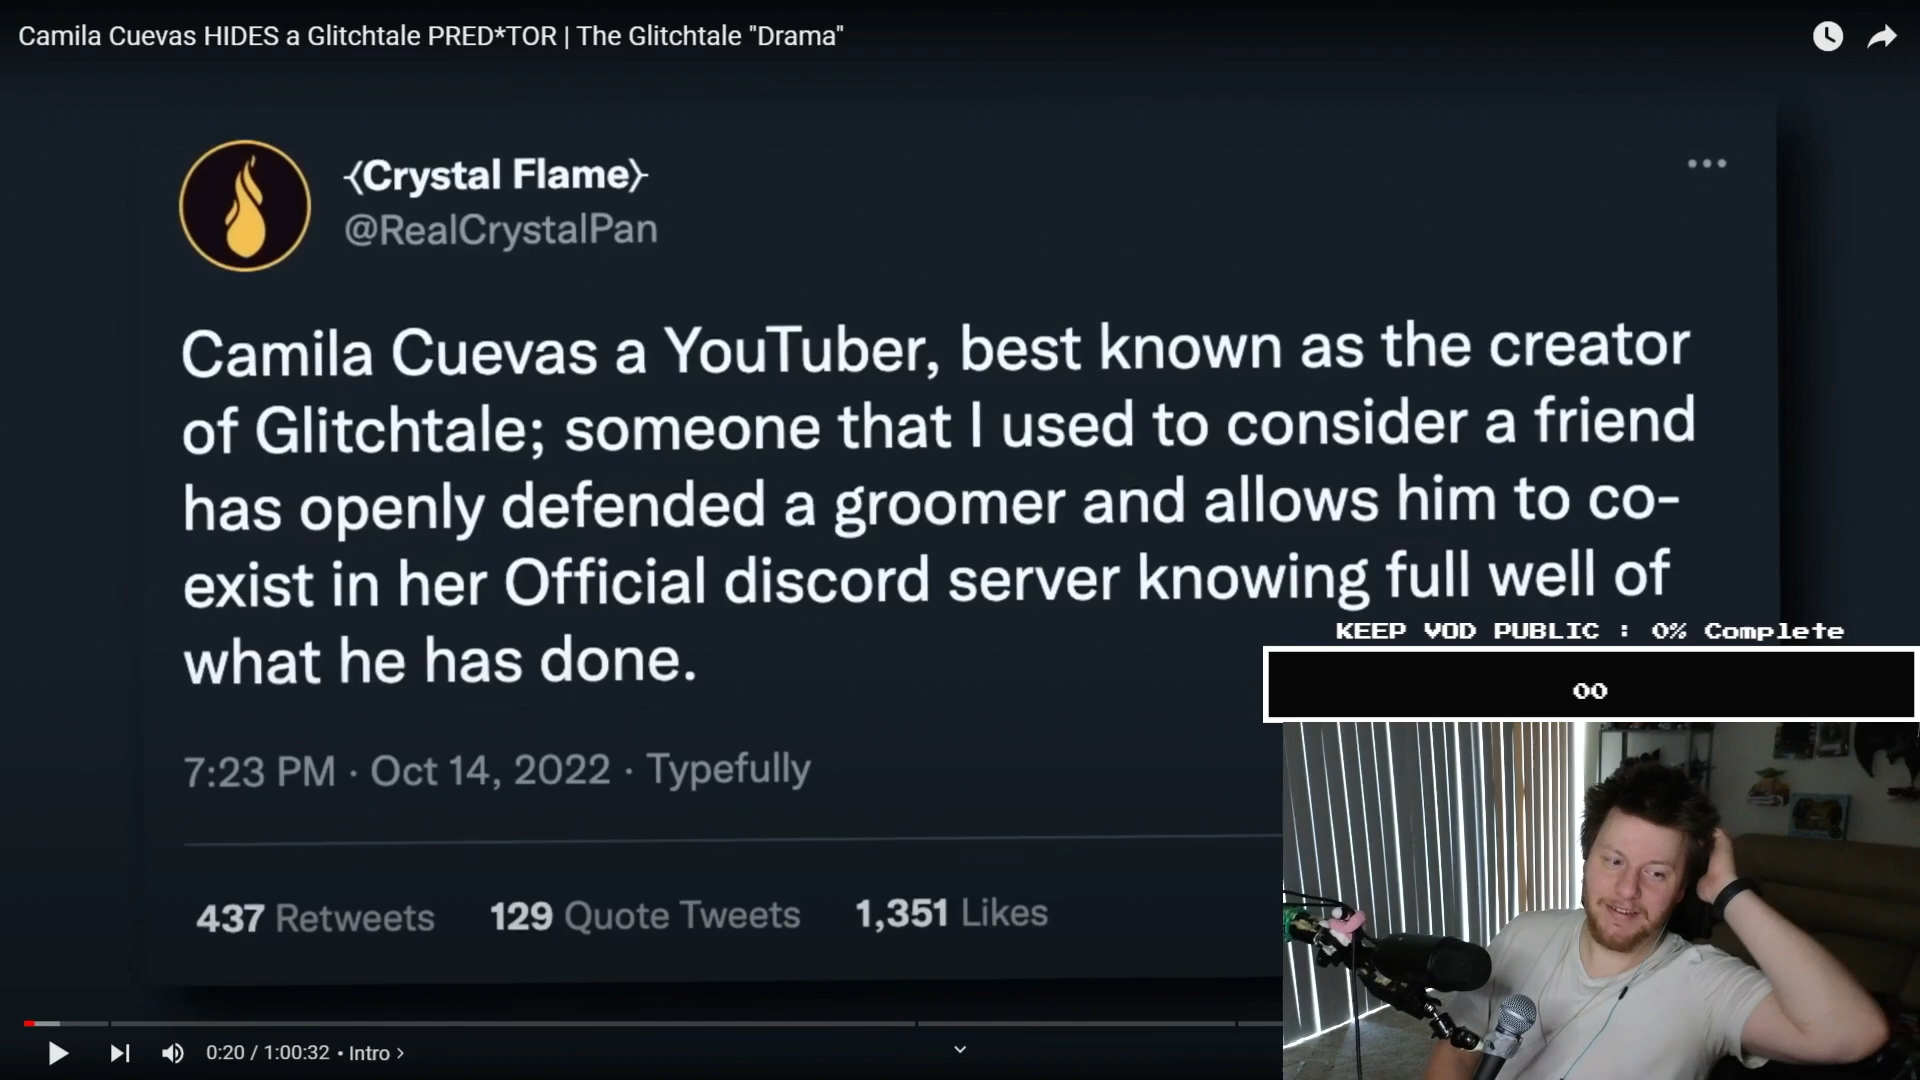 Camila Cuevas HIDES a Glitchtale PRED*TOR | The Glitchtale "Drama"
⧼Crystal Flame⧽
@RealCrystalPan
Camila Cuevas a YouTuber, best known as the creator
of Glitchtale; someone that I used to consider a friend
has openly defended a groomer and allows him to co-
exist in her Official discord server knowing full well of
what he has done.
KEEP VOD PUBLIC : 0% Complete
∞
7:23 PM · Oct 14, 2022 · Typefully
437 Retweets 129 Quote Tweets 1,351 Likes
0:20 / 1:00:32 • Intro >